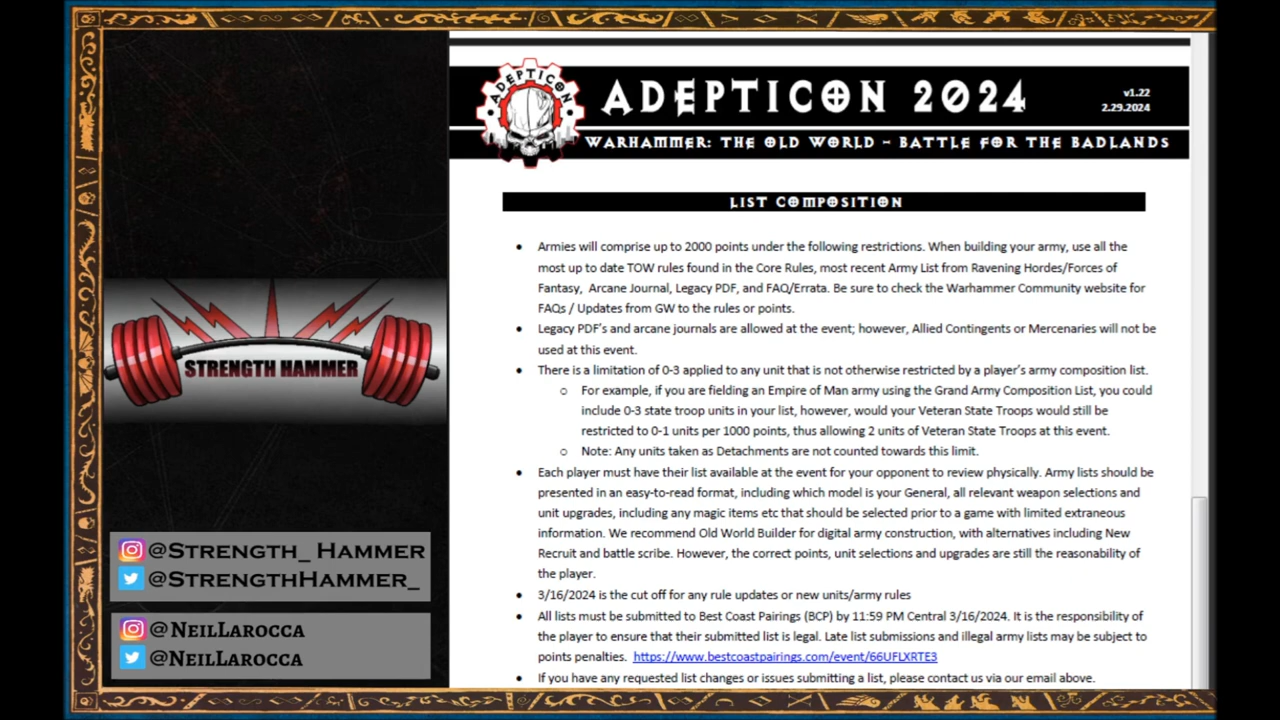 ADEPTICON
ADEPTICON 2024
v1.22
2.29.2024
WARHAMMER: THE OLD WORLD - BATTLE FOR THE BADLANDS
LIST COMPOSITION
• Armies will comprise up to 2000 points under the following restrictions. When building your army, use all the
most up to date TOW rules found in the Core Rules, most recent Army List from Ravening Hordes/Forces of
Fantasy, Arcane Journal, Legacy PDF, and FAQ/Errata. Be sure to check the Warhammer Community website for
FAQs / Updates from GW to the rules or points.
• Legacy PDF's and arcane journals are allowed at the event; however, Allied Contingents or Mercenaries will not be
used at this event.
• There is a limitation of 0-3 applied to any unit that is not otherwise restricted by a player's army composition list.
o For example, if you are fielding an Empire of Man army using the Grand Army Composition List, you could
include 0-3 state troop units in your list, however, would your Veteran State Troops would still be
restricted to 0-1 units per 1000 points, thus allowing 2 units of Veteran State Troops at this event.
o Note: Any units taken as Detachments are not counted towards this limit.
• Each player must have their list available at the event for your opponent to review physically. Army lists should be
presented in an easy-to-read format, including which model is your General, all relevant weapon selections and
unit upgrades, including any magic items etc that should be selected prior to a game with limited extraneous
information. We recommend Old World Builder for digital army construction, with alternatives including New
Recruit and battle scribe. However, the correct points, unit selections and upgrades are still the reasonability of
the player.
• 3/16/2024 is the cut off for any rule updates or new units/army rules
• All lists must be submitted to Best Coast Pairings (BCP) by 11:59 PM Central 3/16/2024. It is the responsibility of
the player to ensure that their submitted list is legal. Late list submissions and illegal army lists may be subject to
points penalties. https://www.bestcoastpairings.com/event/66UFLXRTE3
• If you have any requested list changes or issues submitting a list, please contact us via our email above.
STRENGTH HAMMER
@STRENGTH_ HAMMER
@STRENGTHHAMMER_
@NEILLAROCCA
@NEILLAROCCA